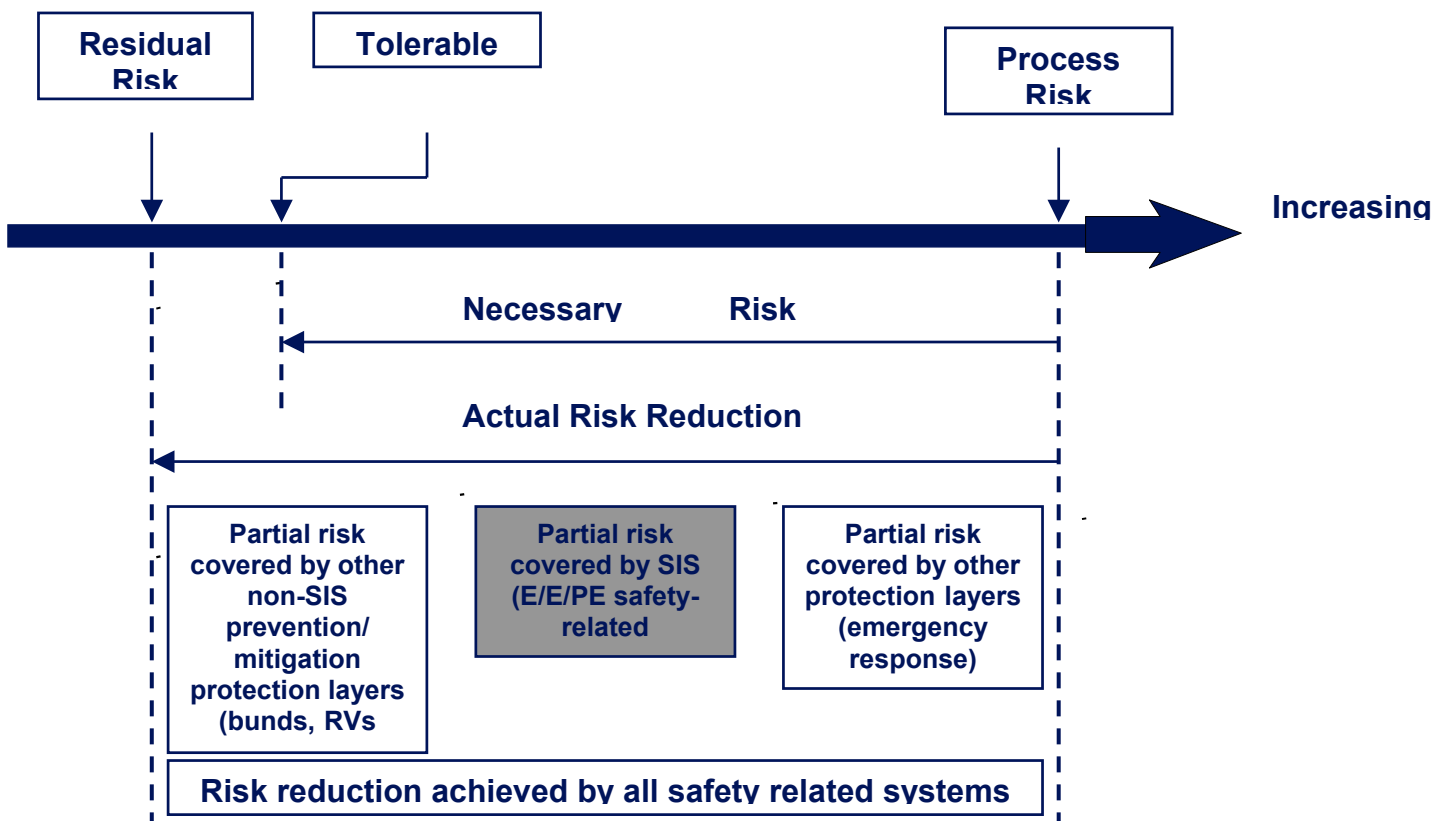 Residual
Risk
Tolerable
Process
Risk
Increasing
Necessary Risk
Actual Risk Reduction
Partial risk
covered by other
non-SIS
prevention/
mitigation
protection layers
(bunds, RVs
Partial risk
covered by SIS
(E/E/PE safety-
related
Partial risk
covered by other
protection layers
(emergency
response)
Risk reduction achieved by all safety related systems